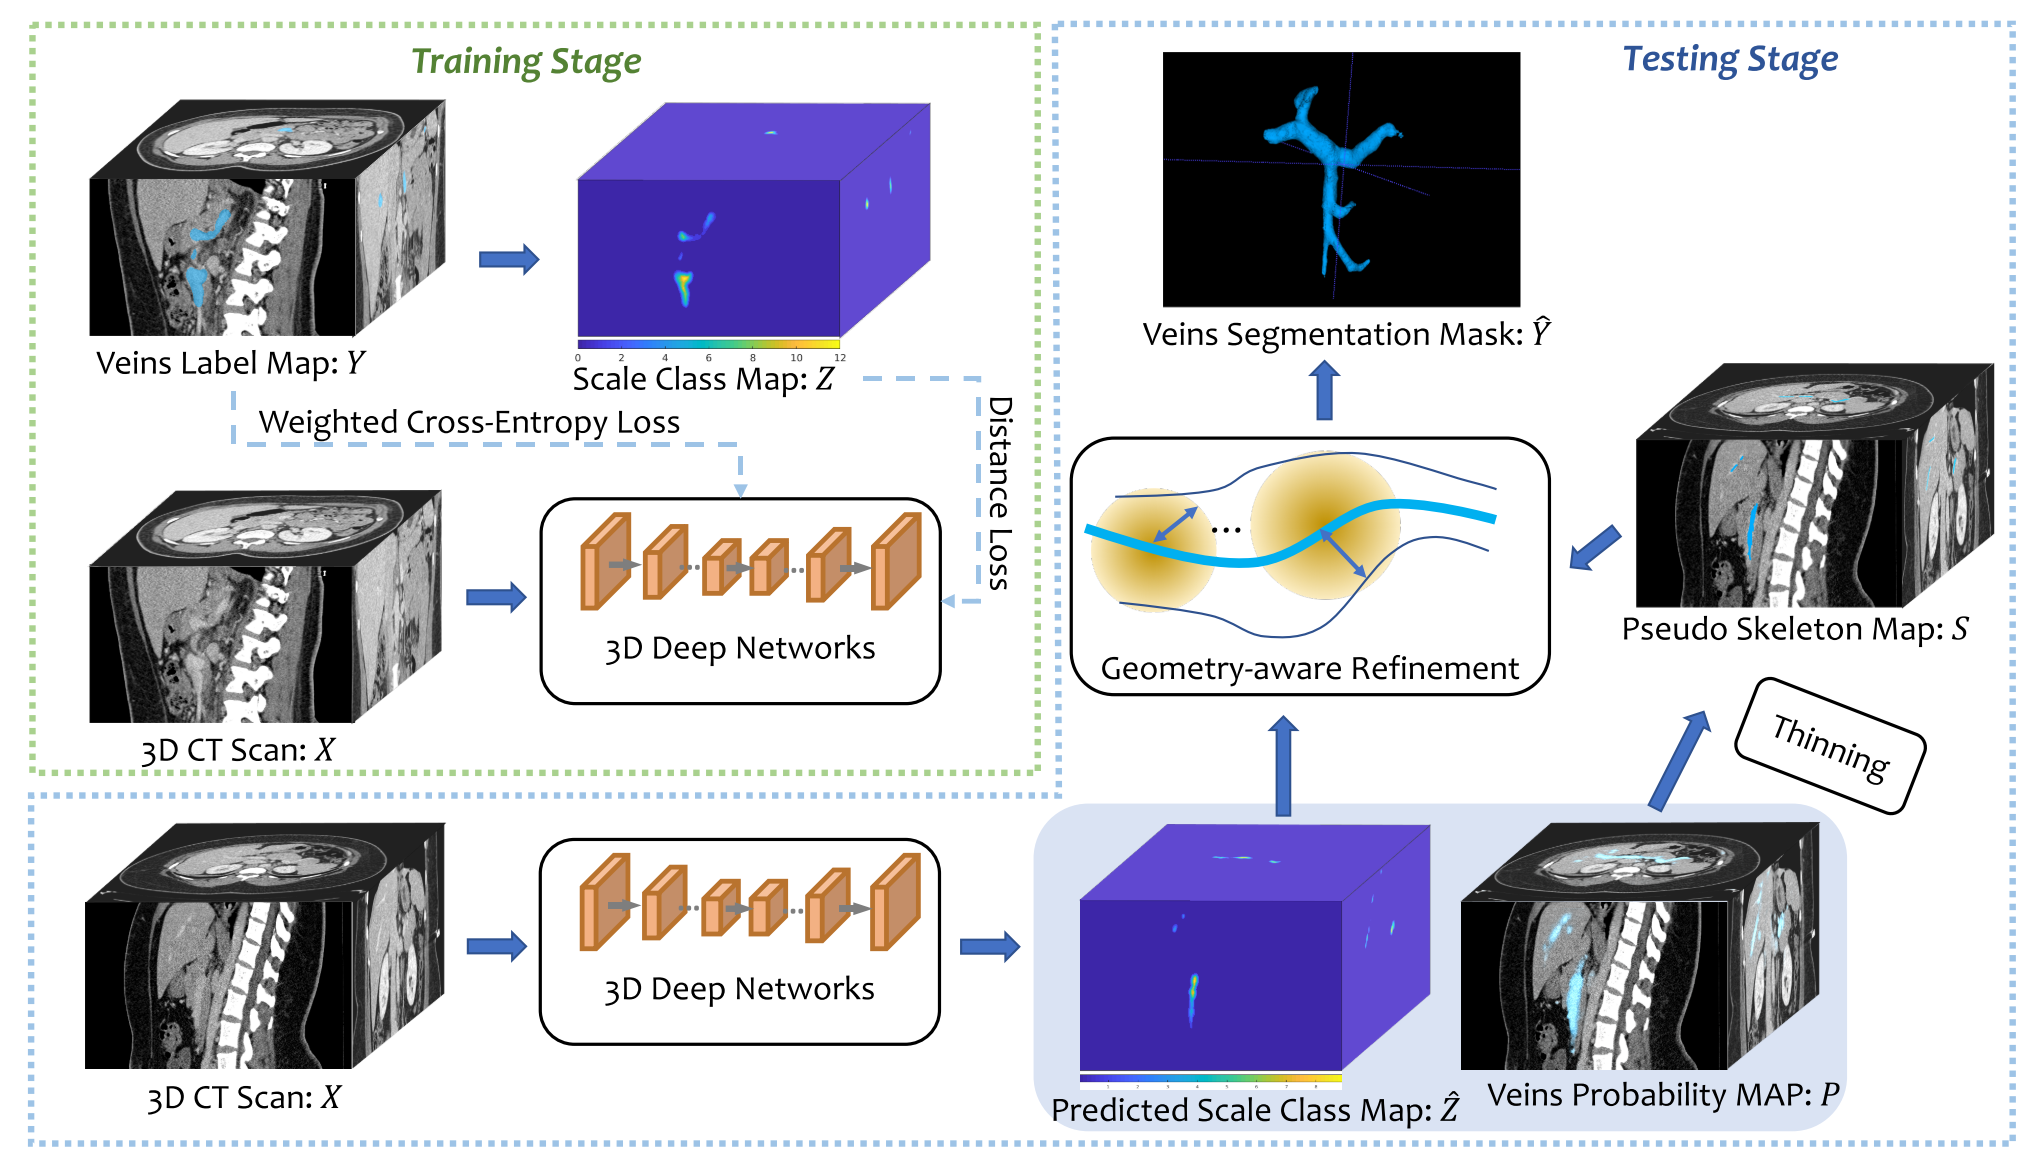 Training Stage
Testing Stage
Veins Label Map: Y
0 2 4 6 8 10 12
Scale Class Map: Z
Weighted Cross-Entropy Loss
Distance Loss
3D Deep Networks
3D CT Scan: X
Veins Segmentation Mask: Ŷ
Geometry-aware Refinement
Pseudo Skeleton Map: S
Thinning
3D CT Scan: X
3D Deep Networks
Predicted Scale Class Map: Ẑ
Veins Probability MAP: P